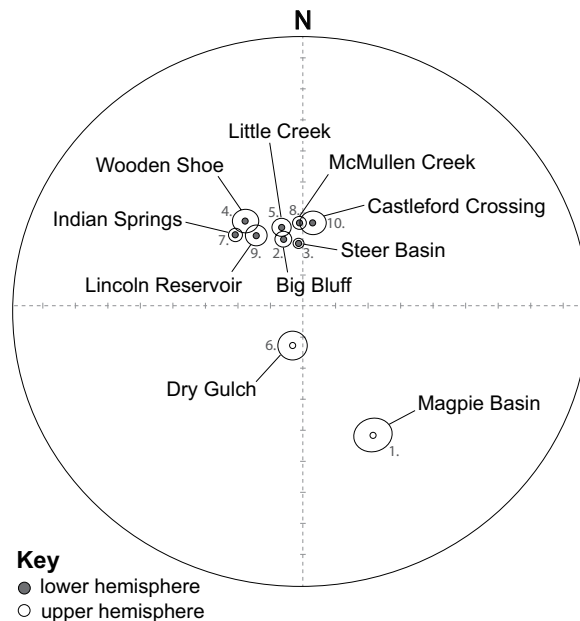 N
Little Creek
Wooden Shoe
McMullen Creek
Castleford Crossing
4.
5.
8.
10.
Indian Springs
7.
Steer Basin
9.
2.
3.
Lincoln Reservoir
Big Bluff
6.
Dry Gulch
Magpie Basin
1.
Key
lower hemisphere
upper hemisphere